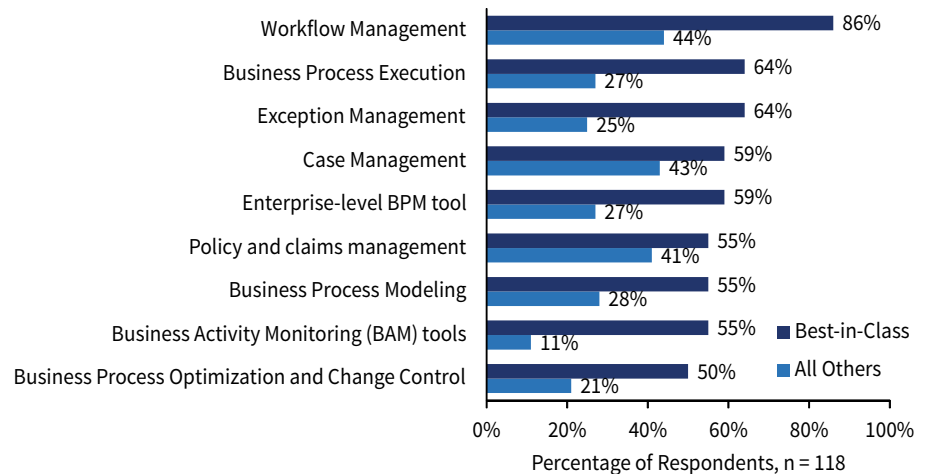 Workflow Management
86%
44%
Business Process Execution
64%
27%
Exception Management
64%
25%
Case Management
59%
43%
Enterprise-level BPM tool
59%
27%
Policy and claims management
55%
41%
Business Process Modeling
55%
28%
Business Activity Monitoring (BAM) tools
55%
11%
Business Process Optimization and Change Control
50%
21%
Best-in-Class
All Others
0% 20% 40% 60% 80% 100%
Percentage of Respondents, n = 118